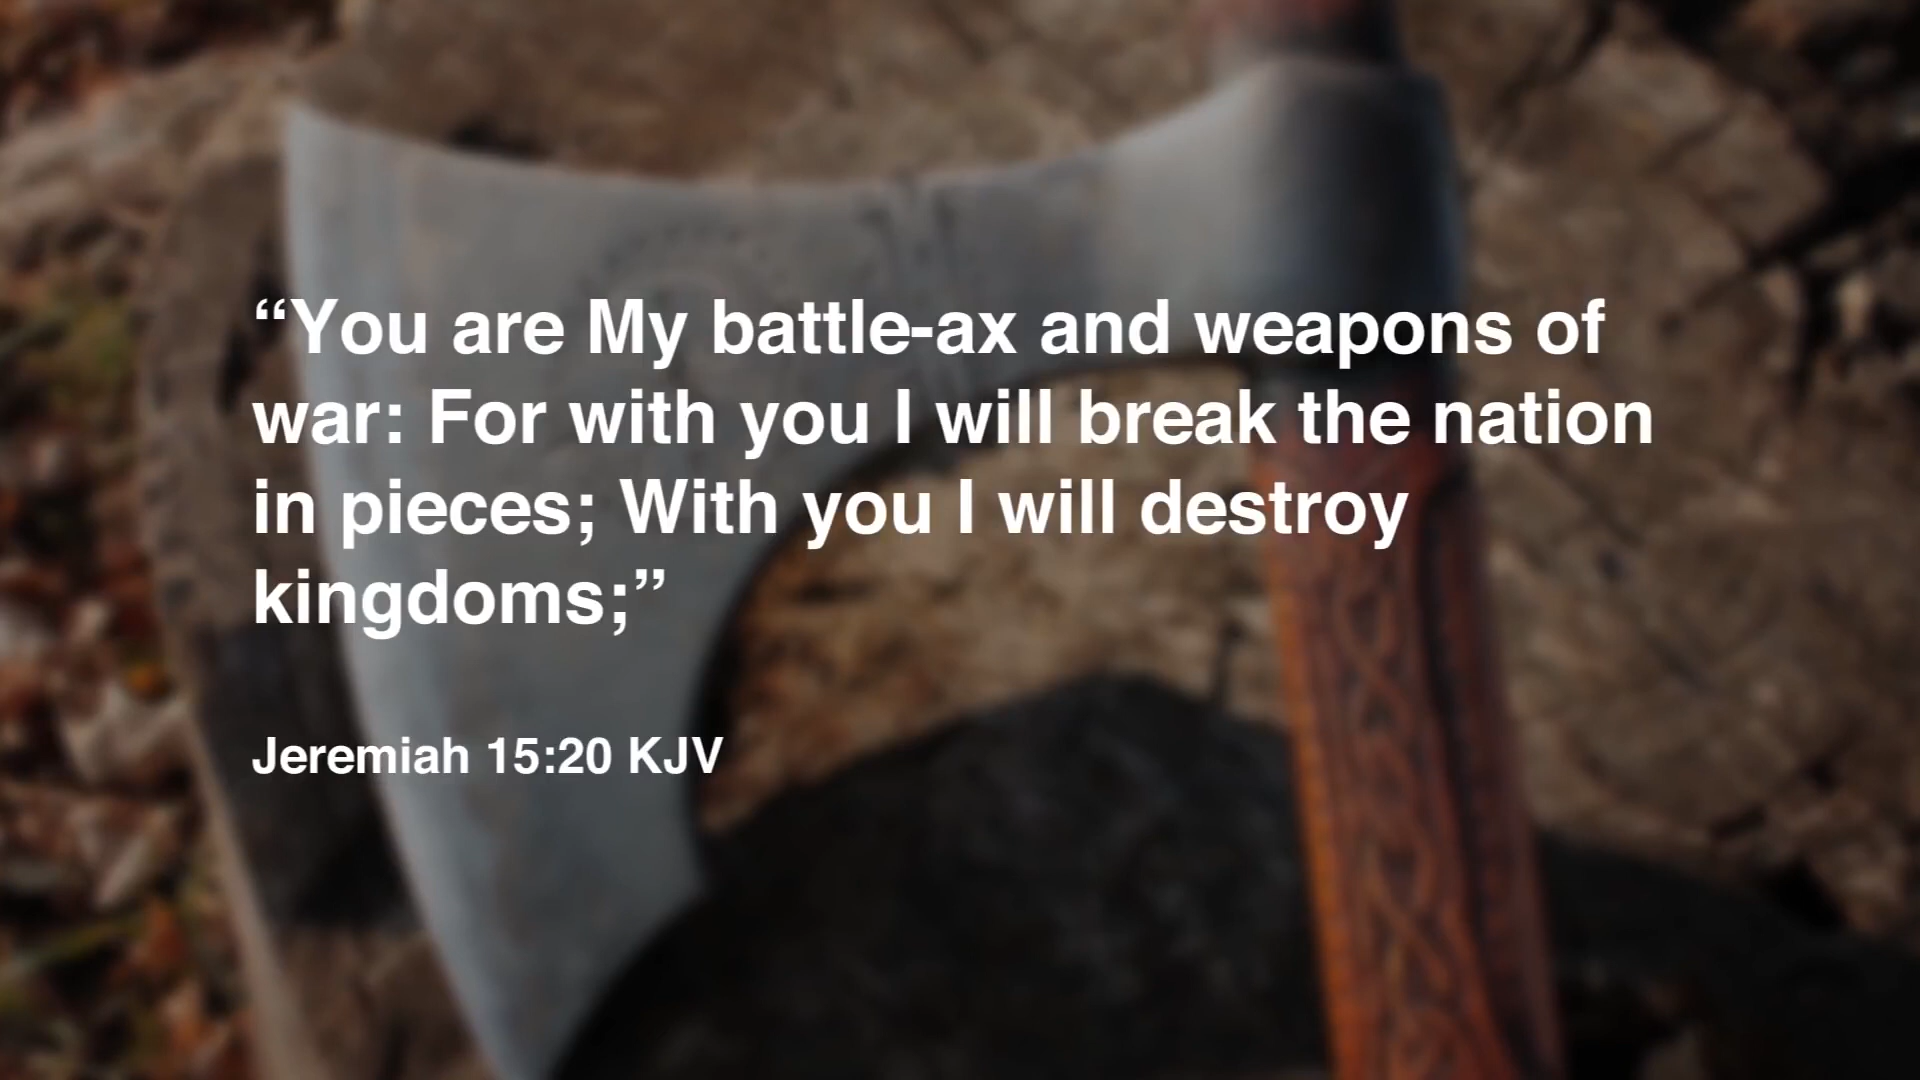 “You are My battle-ax and weapons of
war: For with you I will break the nation
in pieces; With you I will destroy
kingdoms;”
Jeremiah 15:20 KJV